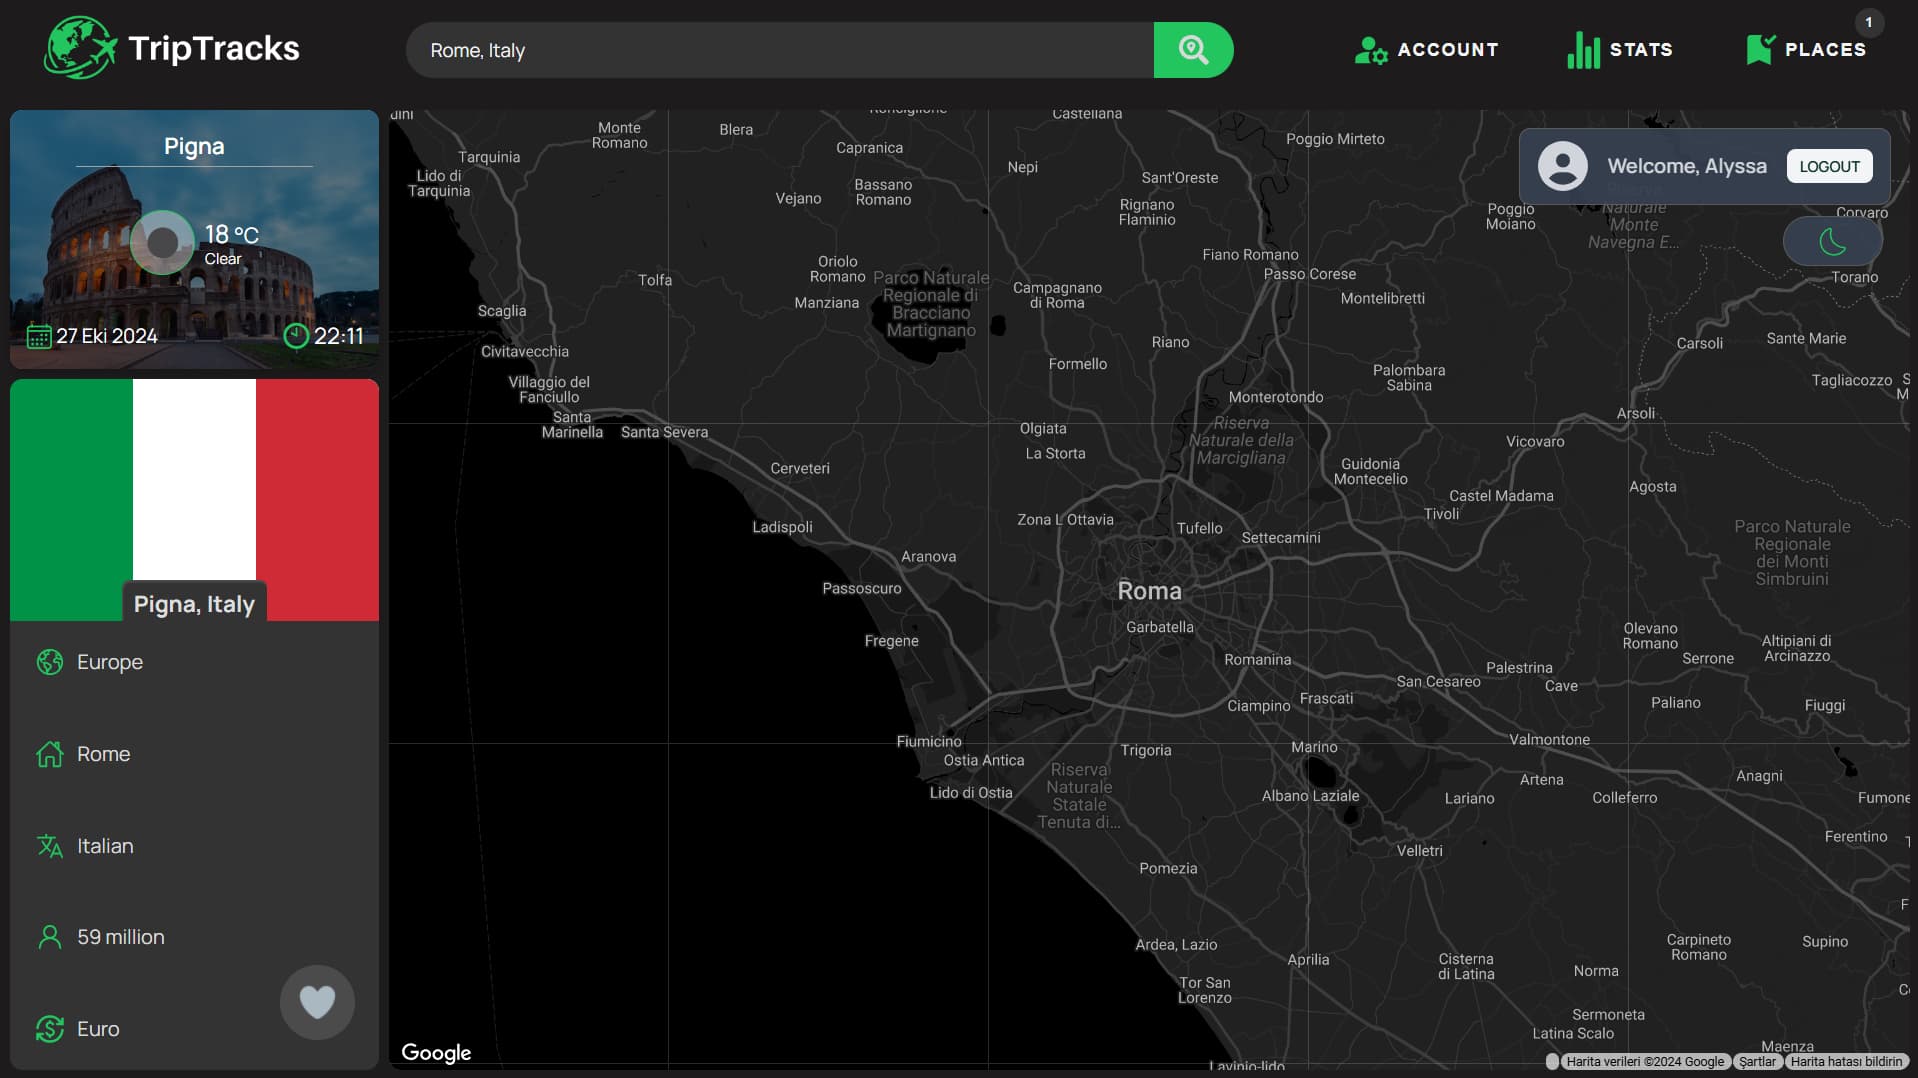 TripTracks
Rome, Italy
ACCOUNT
STATS
PLACES
1
Pigna
18 °C
Clear
27 Eki 2024
22:11
Pigna, Italy
Europe
Rome
Italian
59 million
Euro
Welcome, Alyssa
LOGOUT
Castellana
Monte
Romano
Blera
Poggio Mirteto
Capranica
Tarquinia
Nepi
Lido di
Tarquinia
Sant'Oreste
Bassano
Romano
Vejano
Rignano
Flaminio
Poggio
Moiano
Naturale
Monte
Navegna E...
Corvaro
Fiano Romano
Oriolo
Romano
Passo Corese
Tolfa
Parco Naturale
Regionale di
Bracciano
Martignano
Torano
Campagnano
di Roma
Manziana
Montelibretti
Scaglia
Riano
Carsoli
Sante Marie
Civitavecchia
Formello
Villaggio del
Fanciullo
Palombara
Sabina
Tagliacozzo
Monterotondo
Santa
Marinella
Santa Severa
Arsoli
Olgiata
Riserva
Naturale della
Marcigliana
Vicovaro
La Storta
Cerveteri
Guidonia
Montecelio
Agosta
Castel Madama
Tivoli
Zona L Ottavia
Ladispoli
Tufello
Settecamini
Parco Naturale
Regionale
dei Monti
Simbruini
Aranova
Passoscuro
Roma
Garbatella
Fregene
Olevano
Romano
Altipiani di
Arcinazzo
Romanina
Serrone
Palestrina
San Cesareo
Cave
Frascati
Ciampino
Paliano
Fiuggi
Fiumicino
Valmontone
Trigoria
Marino
Ostia Antica
Riserva
Naturale
Statale
Tenuta di...
Artena
Anagni
Lido di Ostia
Albano Laziale
Lariano
Colleferro
Fumone
Ferentino
Velletri
Pomezia
Ardea, Lazio
Aprilia
Cisterna
di Latina
Carpineto
Romano
Supino
Norma
Tor San
Lorenzo
Sermoneta
Latina Scalo
Maenza
Lavinio-lido
Google
Harita verileri ©2024 Google
Şartlar
Harita hatası bildirin